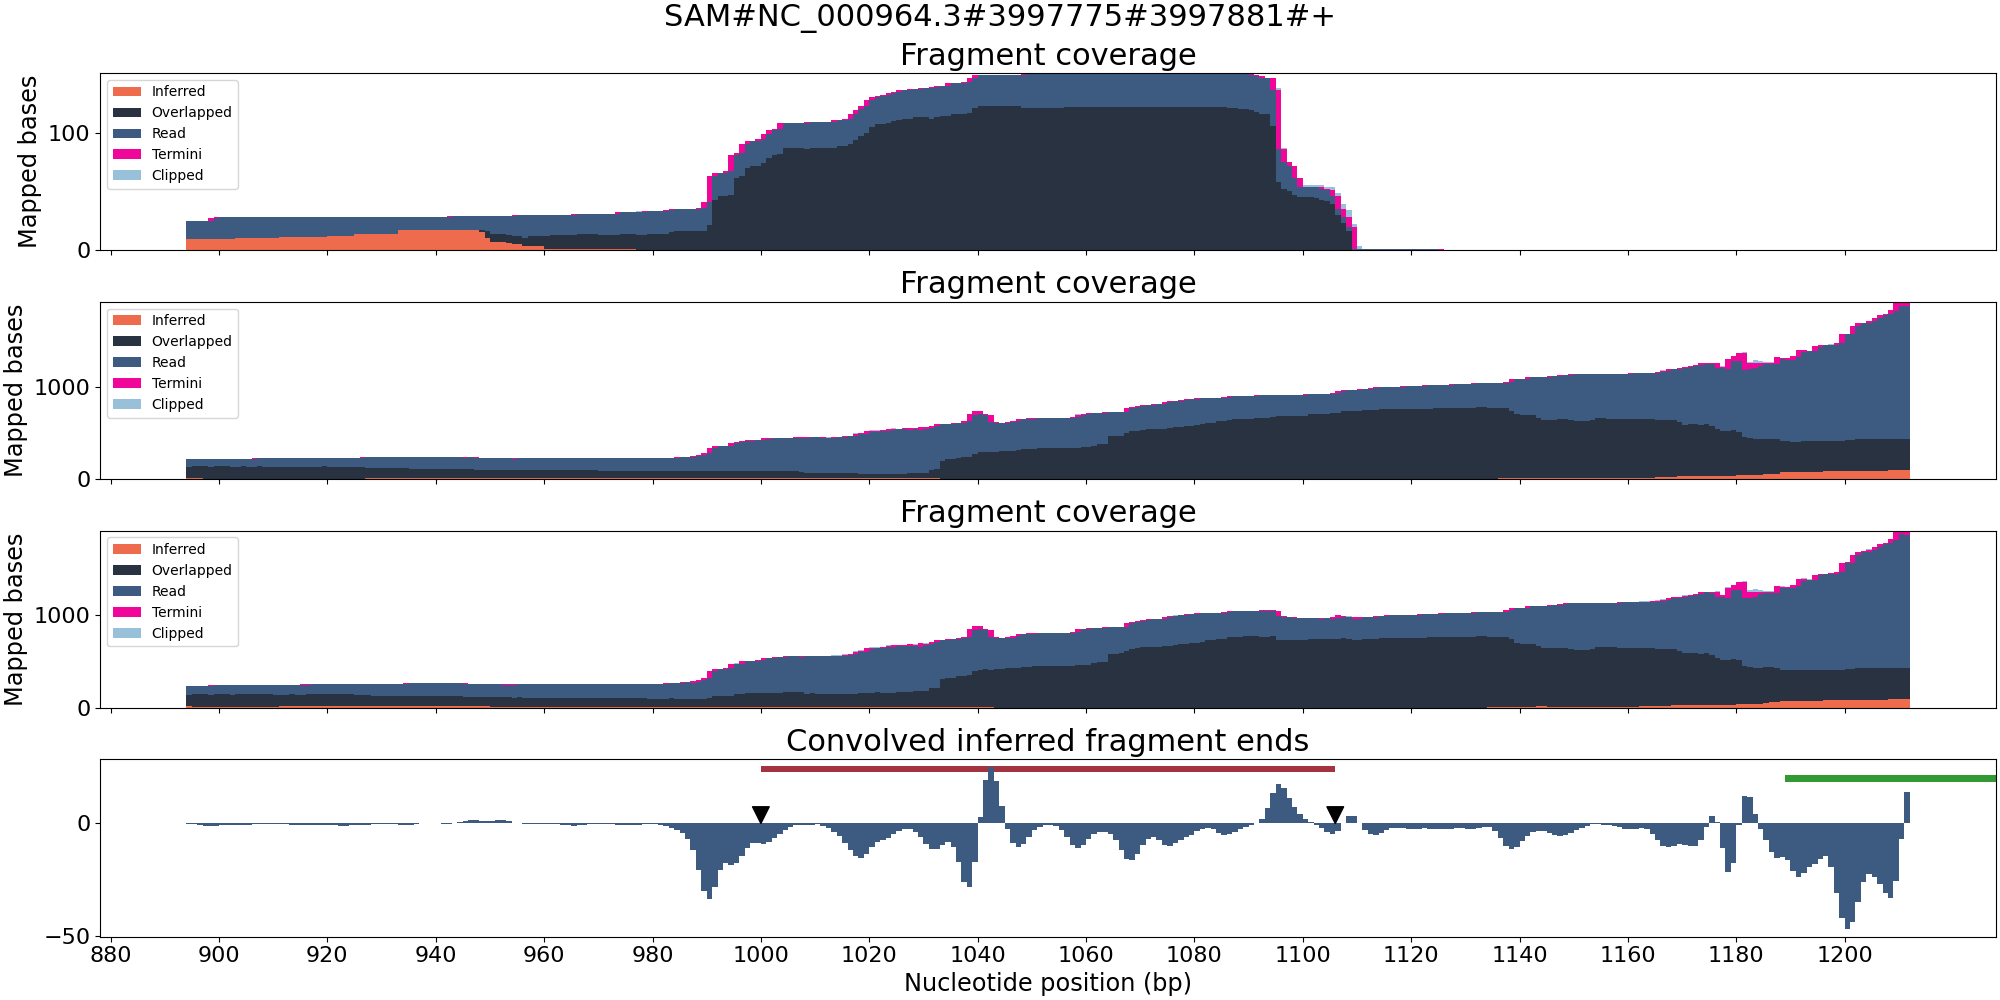 SAM#NC_000964.3#3997775#3997881#+
Fragment coverage
Mapped bases
100
0
Inferred
Overlapped
Read
Termini
Clipped
Fragment coverage
Mapped bases
1000
0
Inferred
Overlapped
Read
Termini
Clipped
Fragment coverage
Mapped bases
1000
0
Inferred
Overlapped
Read
Termini
Clipped
Convolved inferred fragment ends
0
−50
880 900 920 940 960 980 1000 1020 1040 1060 1080 1100 1120 1140 1160 1180 1200
Nucleotide position (bp)